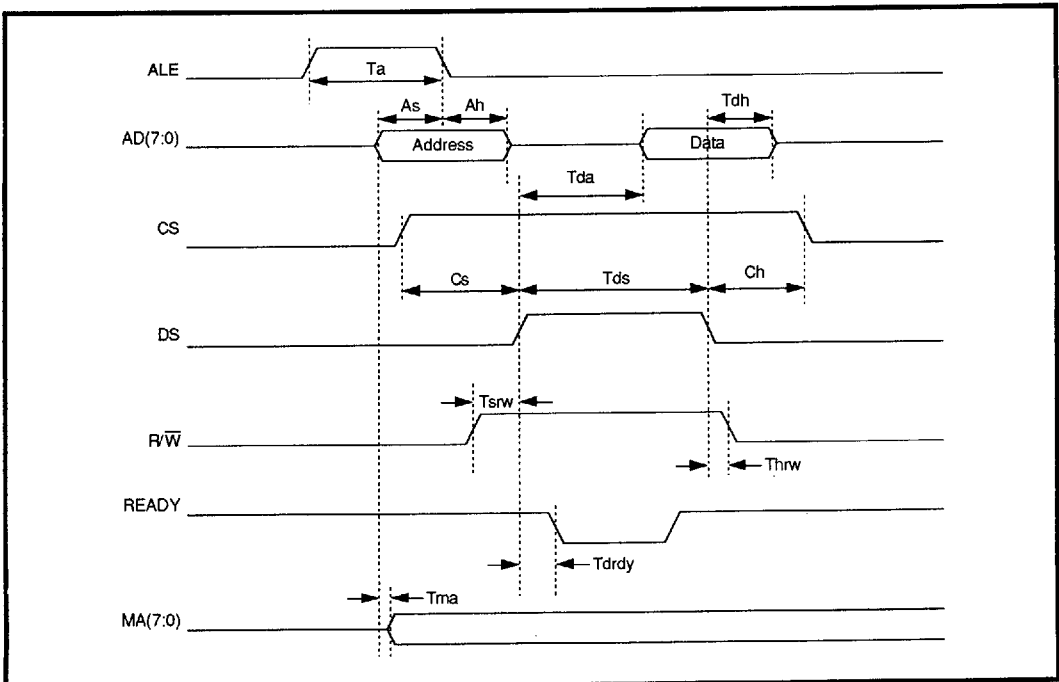 ALE
Ta
As Ah Tdh
AD(7:0) Address Data
Tda
CS
Cs Tds Ch
DS
Tsrw
R/W̅
Thrw
READY
Tdrdy
Tma
MA(7:0)